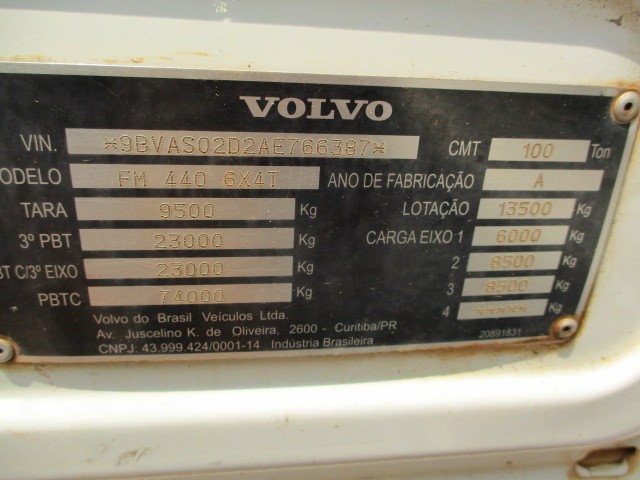 VOLVO
VIN. *9BVAS02D2AE766387* CMT 100 Ton
ODELO FM 440 6X4T ANO DE FABRICAÇÃO A
TARA 9500 Kg LOTAÇÃO 13500 Kg
3º PBT 23000 Kg CARGA EIXO 1 6000 Kg
BT C/3º EIXO 23000 Kg 2 8500 Kg
PBTC 74000 Kg 3 8500 Kg
4 ****** Kg
Volvo do Brasil Veículos Ltda.
Av. Juscelino K. de Oliveira, 2600 - Curitiba/PR
CNPJ: 43.999.424/0001-14 Indústria Brasileira
20891831